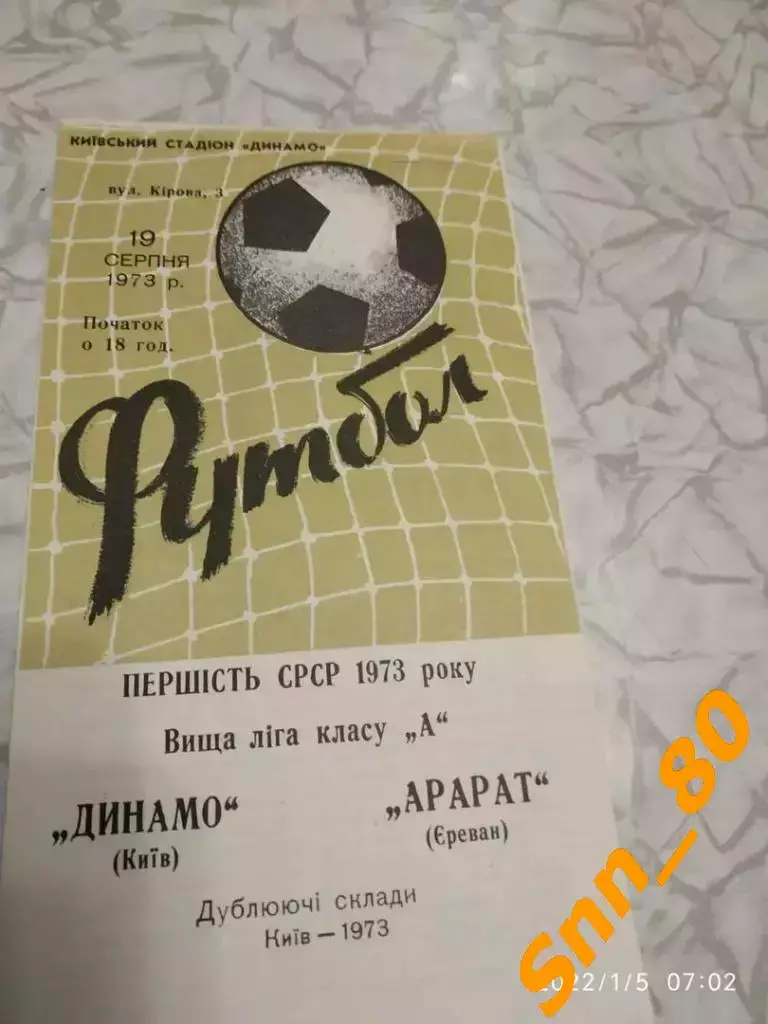 КИЇВСЬКИЙ СТАДІОН «ДИНАМО»
вул. Кірова, 3
19
СЕРПНЯ
1973 р.
Початок
о 18 год.
Футбол
ПЕРШІСТЬ СРСР 1973 року
Вища ліга класу „А“
„ДИНАМО“
(Київ)
„АРАРАТ“
(Єреван)
Дублюючі склади
Київ — 1973
Snn_80
2022/1/5 07:02